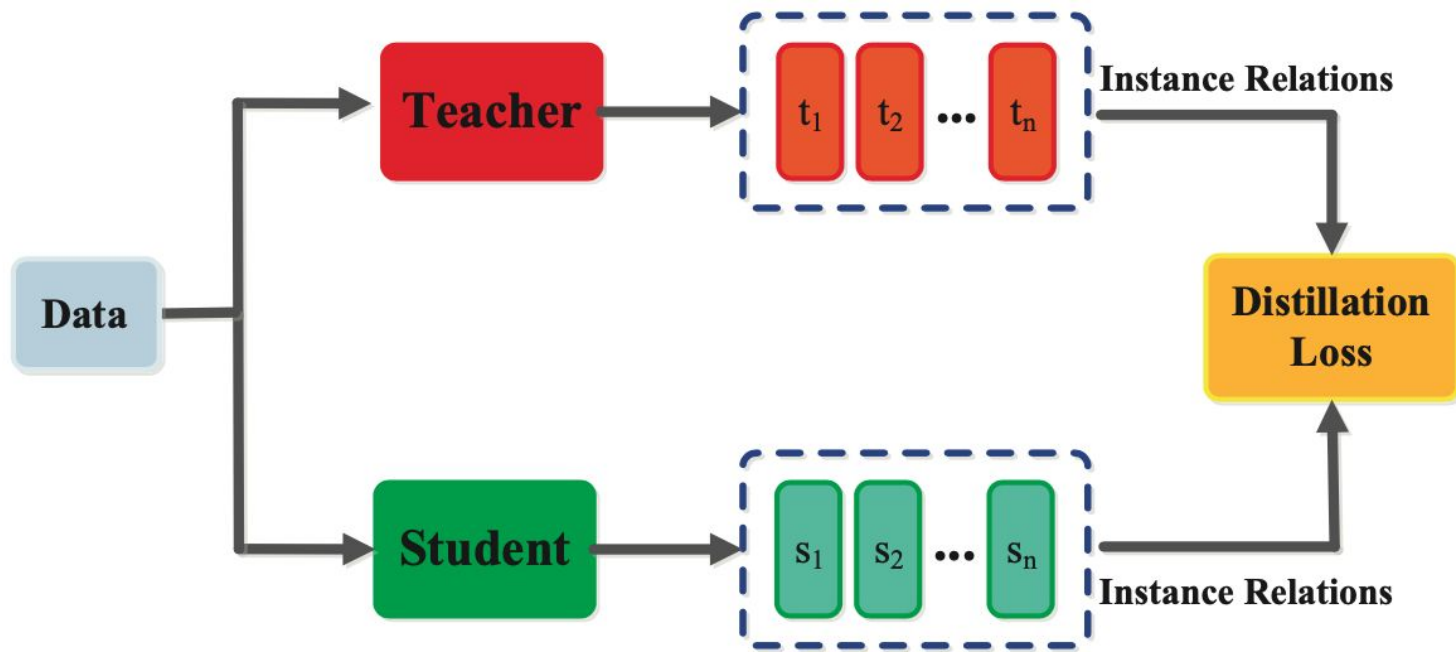 Teacher
t₁ t₂ ... tₙ
Instance Relations
Data
Distillation
Loss
Student
s₁ s₂ ... sₙ
Instance Relations